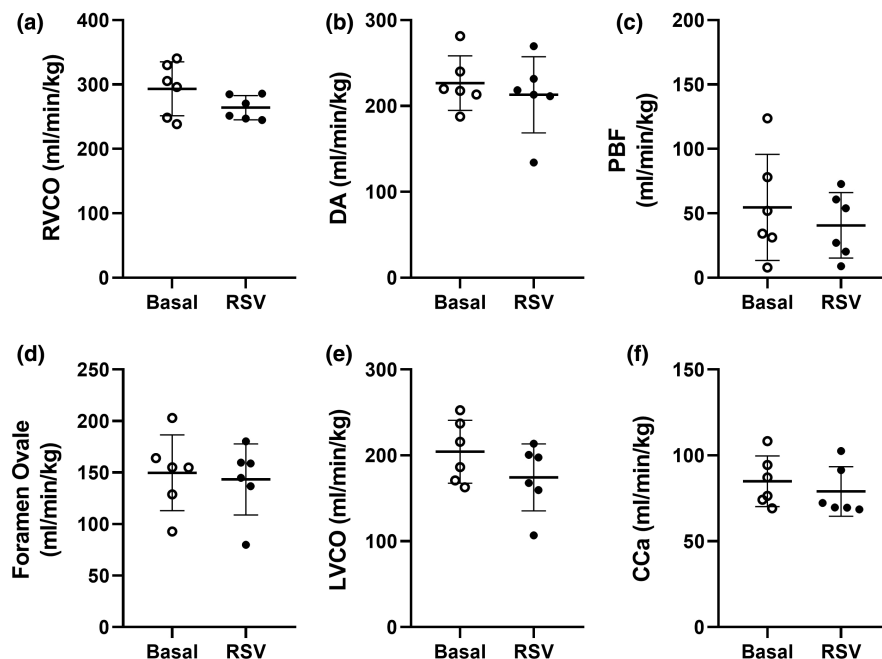 (a)
RVCO (ml/min/kg)
400
300
200
100
0
Basal
RSV
(b)
DA (ml/min/kg)
300
200
100
0
Basal
RSV
(c)
PBF
(ml/min/kg)
200
150
100
50
0
Basal
RSV
(d)
Foramen Ovale
(ml/min/kg)
250
200
150
100
50
0
Basal
RSV
(e)
LVCO (ml/min/kg)
300
200
100
0
Basal
RSV
(f)
CCa (ml/min/kg)
150
100
50
0
Basal
RSV